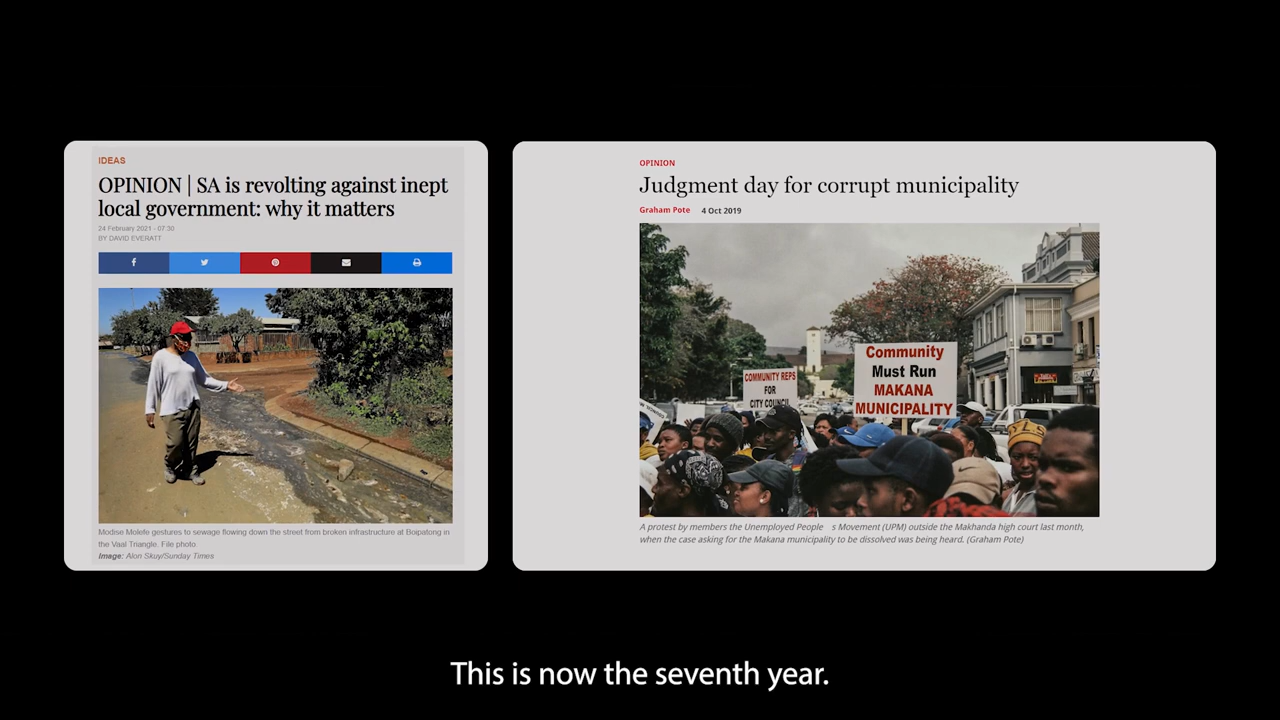 IDEAS
OPINION | SA is revolting against inept
local government: why it matters
24 February 2021 - 07:30
BY DAVID EVERATT
Modise Molefe gestures to sewage flowing down the street from broken infrastructure at Boipatong in
the Vaal Triangle. File photo.
Image: Alon Skuy/Sunday Times
OPINION
Judgment day for corrupt municipality
Graham Pote 4 Oct 2019
COMMUNITY REPS
FOR
CITY COUNCIL
Community
Must Run
MAKANA
MUNICIPALITY
A protest by members the Unemployed People s Movement (UPM) outside the Makhanda high court last month,
when the case asking for the Makana municipality to be dissolved was being heard. (Graham Pote)
This is now the seventh year.